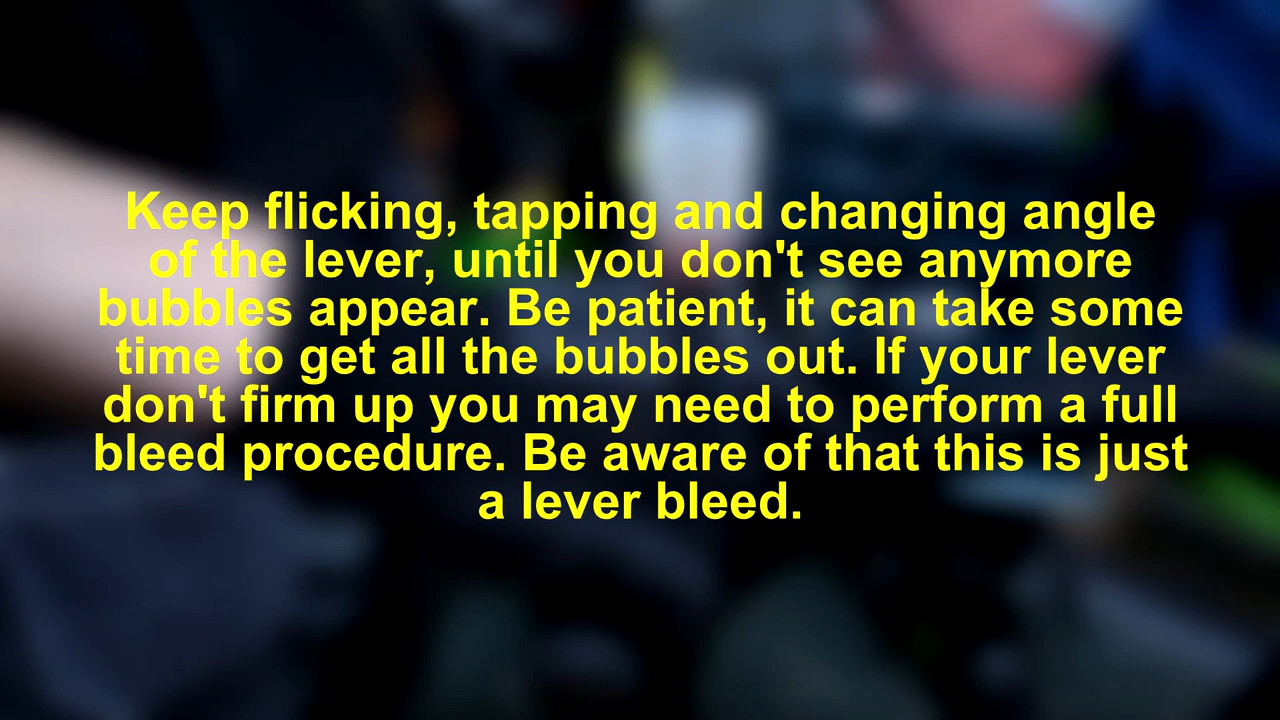 Keep flicking, tapping and changing angle
of the lever, until you don't see anymore
bubbles appear. Be patient, it can take some
time to get all the bubbles out. If your lever
don't firm up you may need to perform a full
bleed procedure. Be aware of that this is just
a lever bleed.